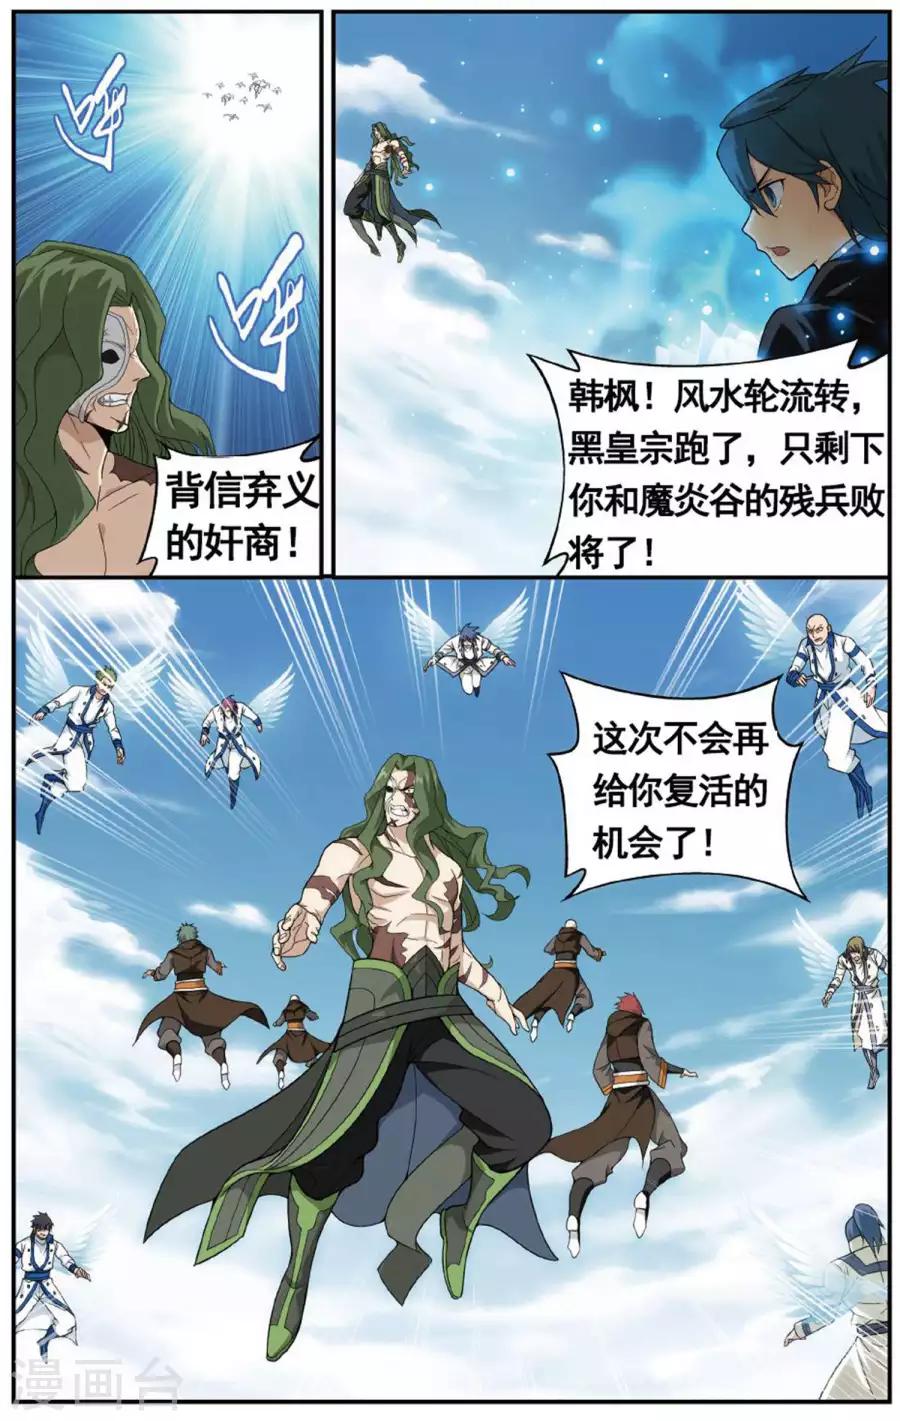 呼
呼
背信弃义
的奸商！
韩枫！风水轮流转，
黑皇宗跑了，只剩下
你和魔炎谷的残兵败
将了！
这次不会再
给你复活的
机会了！
漫画台